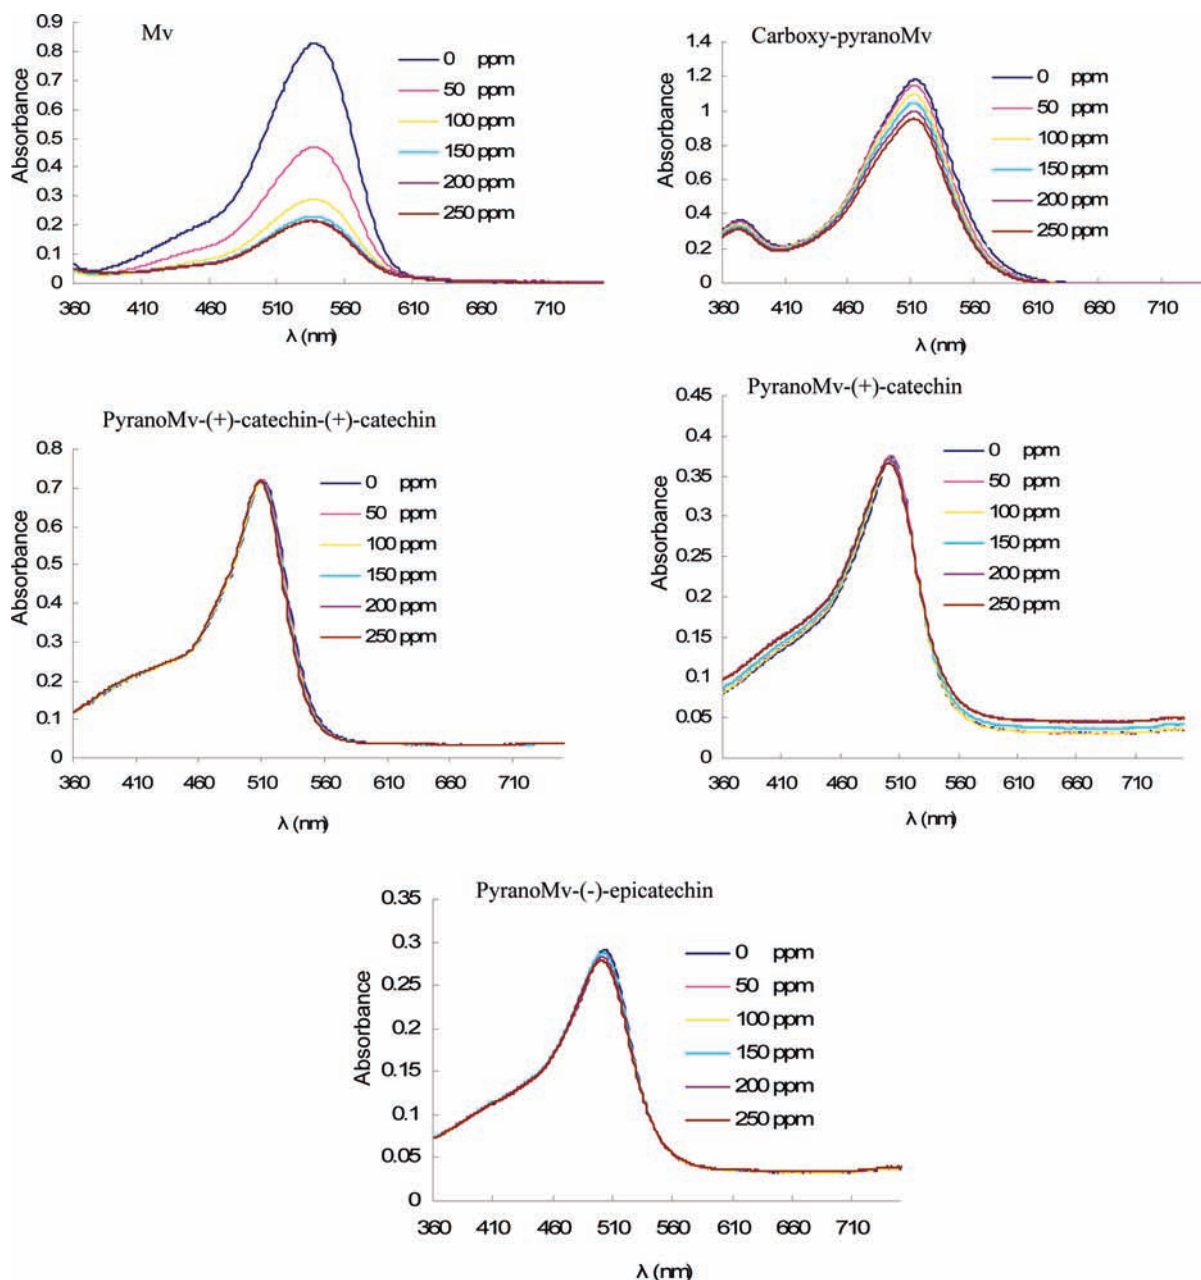 Mv
Absorbance
0.9
0.8
0.7
0.6
0.5
0.4
0.3
0.2
0.1
0
0 ppm
50 ppm
100 ppm
150 ppm
200 ppm
250 ppm
360 410 460 510 560 610 660 710
λ (nm)
Carboxy-pyranoMv
Absorbance
1.4
1.2
1
0.8
0.6
0.4
0.2
0
0 ppm
50 ppm
100 ppm
150 ppm
200 ppm
250 ppm
360 410 460 510 560 610 660 710
λ (nm)
PyranoMv-(+)-catechin-(+)-catechin
Absorbance
0.8
0.7
0.6
0.5
0.4
0.3
0.2
0.1
0
0 ppm
50 ppm
100 ppm
150 ppm
200 ppm
250 ppm
360 410 460 510 560 610 660 710
λ (nm)
PyranoMv-(+)-catechin
Absorbance
0.45
0.4
0.35
0.3
0.25
0.2
0.15
0.1
0.05
0
0 ppm
50 ppm
100 ppm
150 ppm
200 ppm
250 ppm
360 410 460 510 560 610 660 710
λ (nm)
PyranoMv-(-)-epicatechin
Absorbance
0.35
0.3
0.25
0.2
0.15
0.1
0.05
0
0 ppm
50 ppm
100 ppm
150 ppm
200 ppm
250 ppm
360 410 460 510 560 610 660 710
λ (nm)